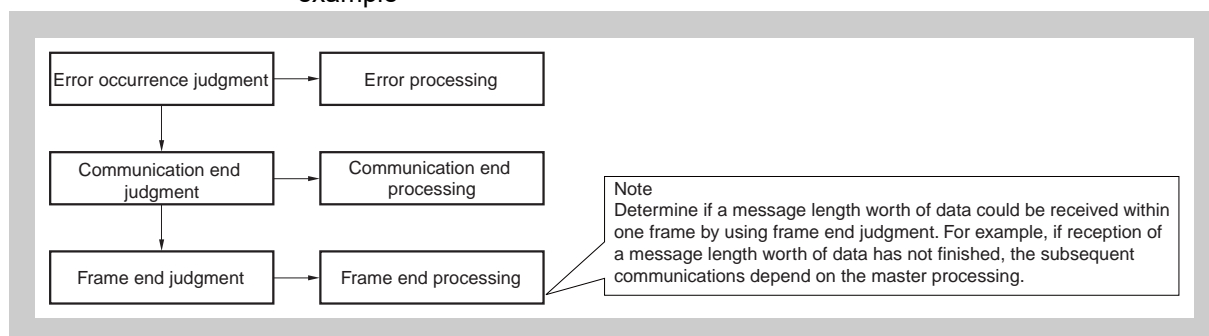 example
Error occurrence judgment
Error processing
Communication end
judgment
Communication end
processing
Note
Determine if a message length worth of data could be received within
one frame by using frame end judgment. For example, if reception of
a message length worth of data has not finished, the subsequent
communications depend on the master processing.
Frame end judgment
Frame end processing